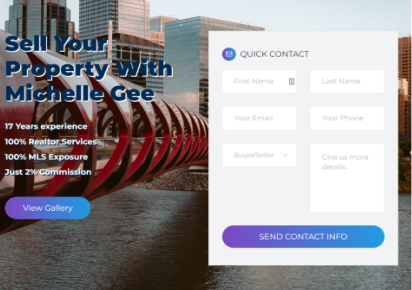 Sell Your
Property With
Michelle Gee
17 Years experience
100% Realtor Services
100% MLS Exposure
Just 2% Commission
View Gallery
QUICK CONTACT
First Name
Last Name
Your Email
Your Phone
Buyer/Seller
Give us more
details..
SEND CONTACT INFO